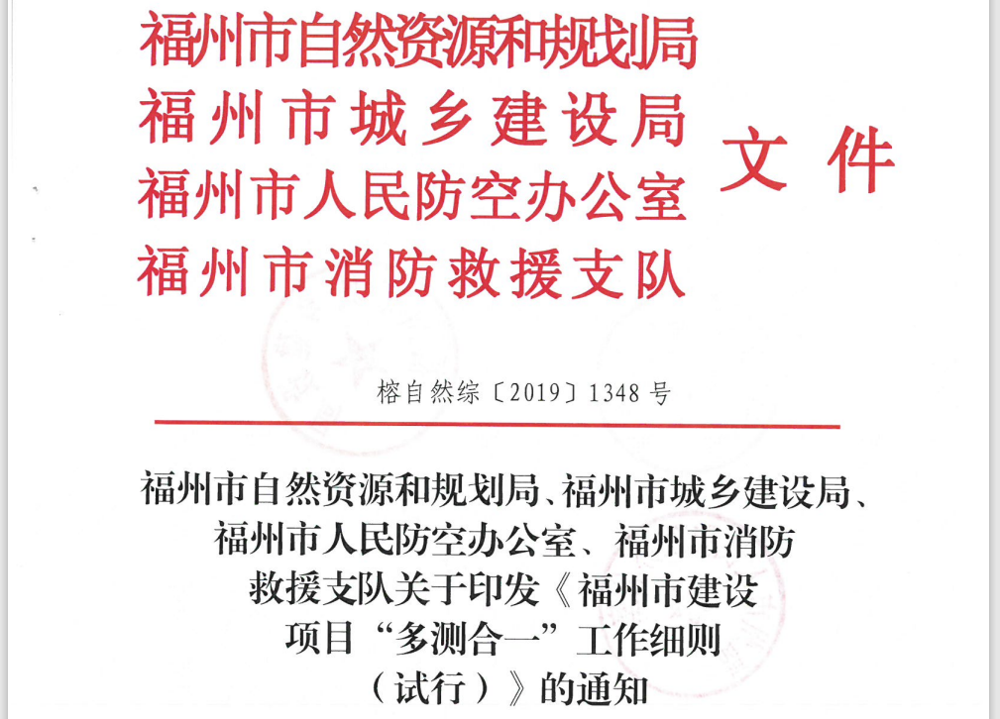 福州市自然资源和规划局
福州市城乡建设局
文件
福州市人民防空办公室
福州市消防救援支队
榕自然综〔2019〕1348 号
福州市自然资源和规划局、福州市城乡建设局、
福州市人民防空办公室、福州市消防
救援支队关于印发《福州市建设
项目“多测合一”工作细则
（试行）》的通知